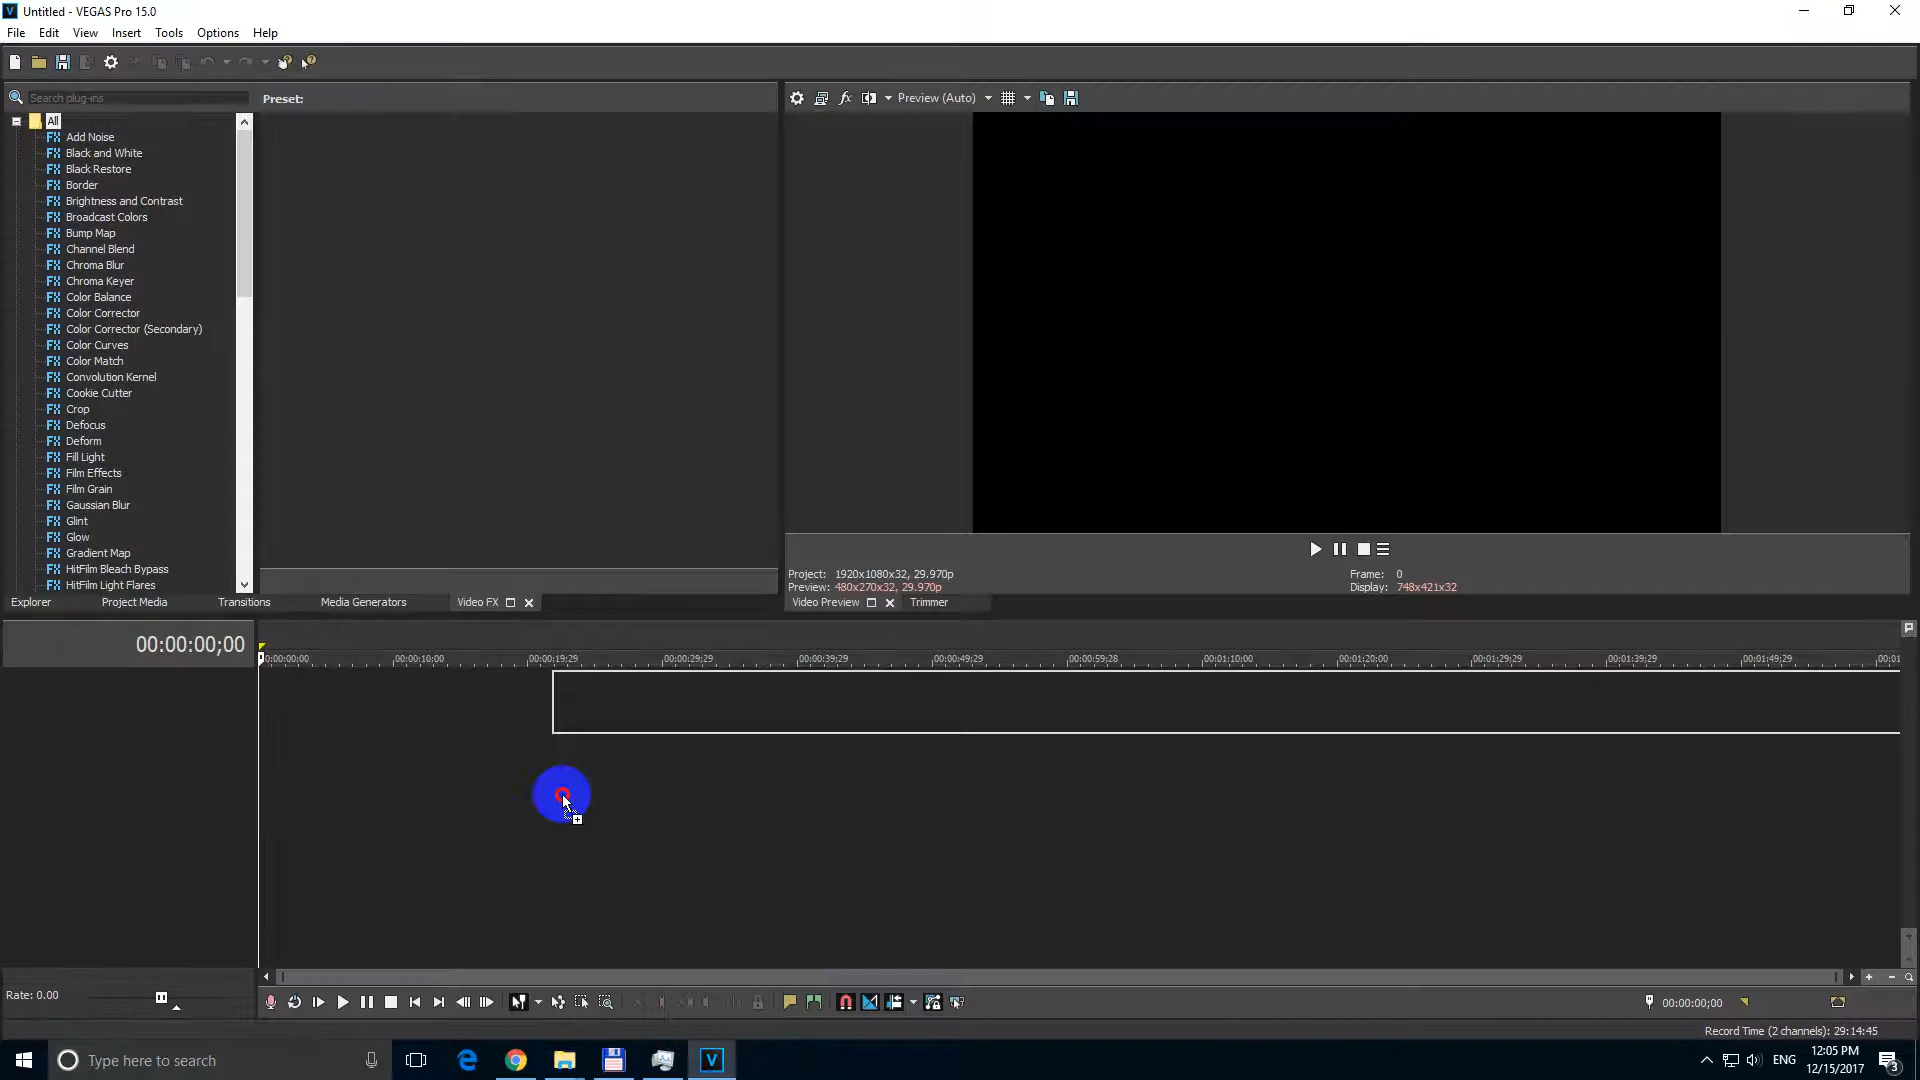 Untitled - VEGAS Pro 15.0
File Edit View Insert Tools Options Help
Search plug-ins
Preset:
Preview (Auto)
All
Add Noise
Black and White
Black Restore
Border
Brightness and Contrast
Broadcast Colors
Bump Map
Channel Blend
Chroma Blur
Chroma Keyer
Color Balance
Color Corrector
Color Corrector (Secondary)
Color Curves
Color Match
Convolution Kernel
Cookie Cutter
Crop
Defocus
Deform
Fill Light
Film Effects
Film Grain
Gaussian Blur
Glint
Glow
Gradient Map
HitFilm Bleach Bypass
HitFilm Light Flares
Project: 1920x1080x32, 29.970p
Frame: 0
Preview: 480x270x32, 29.970p
Display: 748x421x32
Explorer Project Media Transitions Media Generators Video FX
Video Preview Trimmer
00:00:00;00
00:00:00;00 00:00:10;00 00:00:19;29 00:00:29;29 00:00:39;29 00:00:49;29 00:00:59;28 00:01:10;00 00:01:20;00 00:01:29;29 00:01:39;29 00:01:49;29 00:01
Rate: 0.00
00:00:00;00
Record Time (2 channels): 29:14:45
Type here to search
ENG
12:05 PM
12/15/2017
3